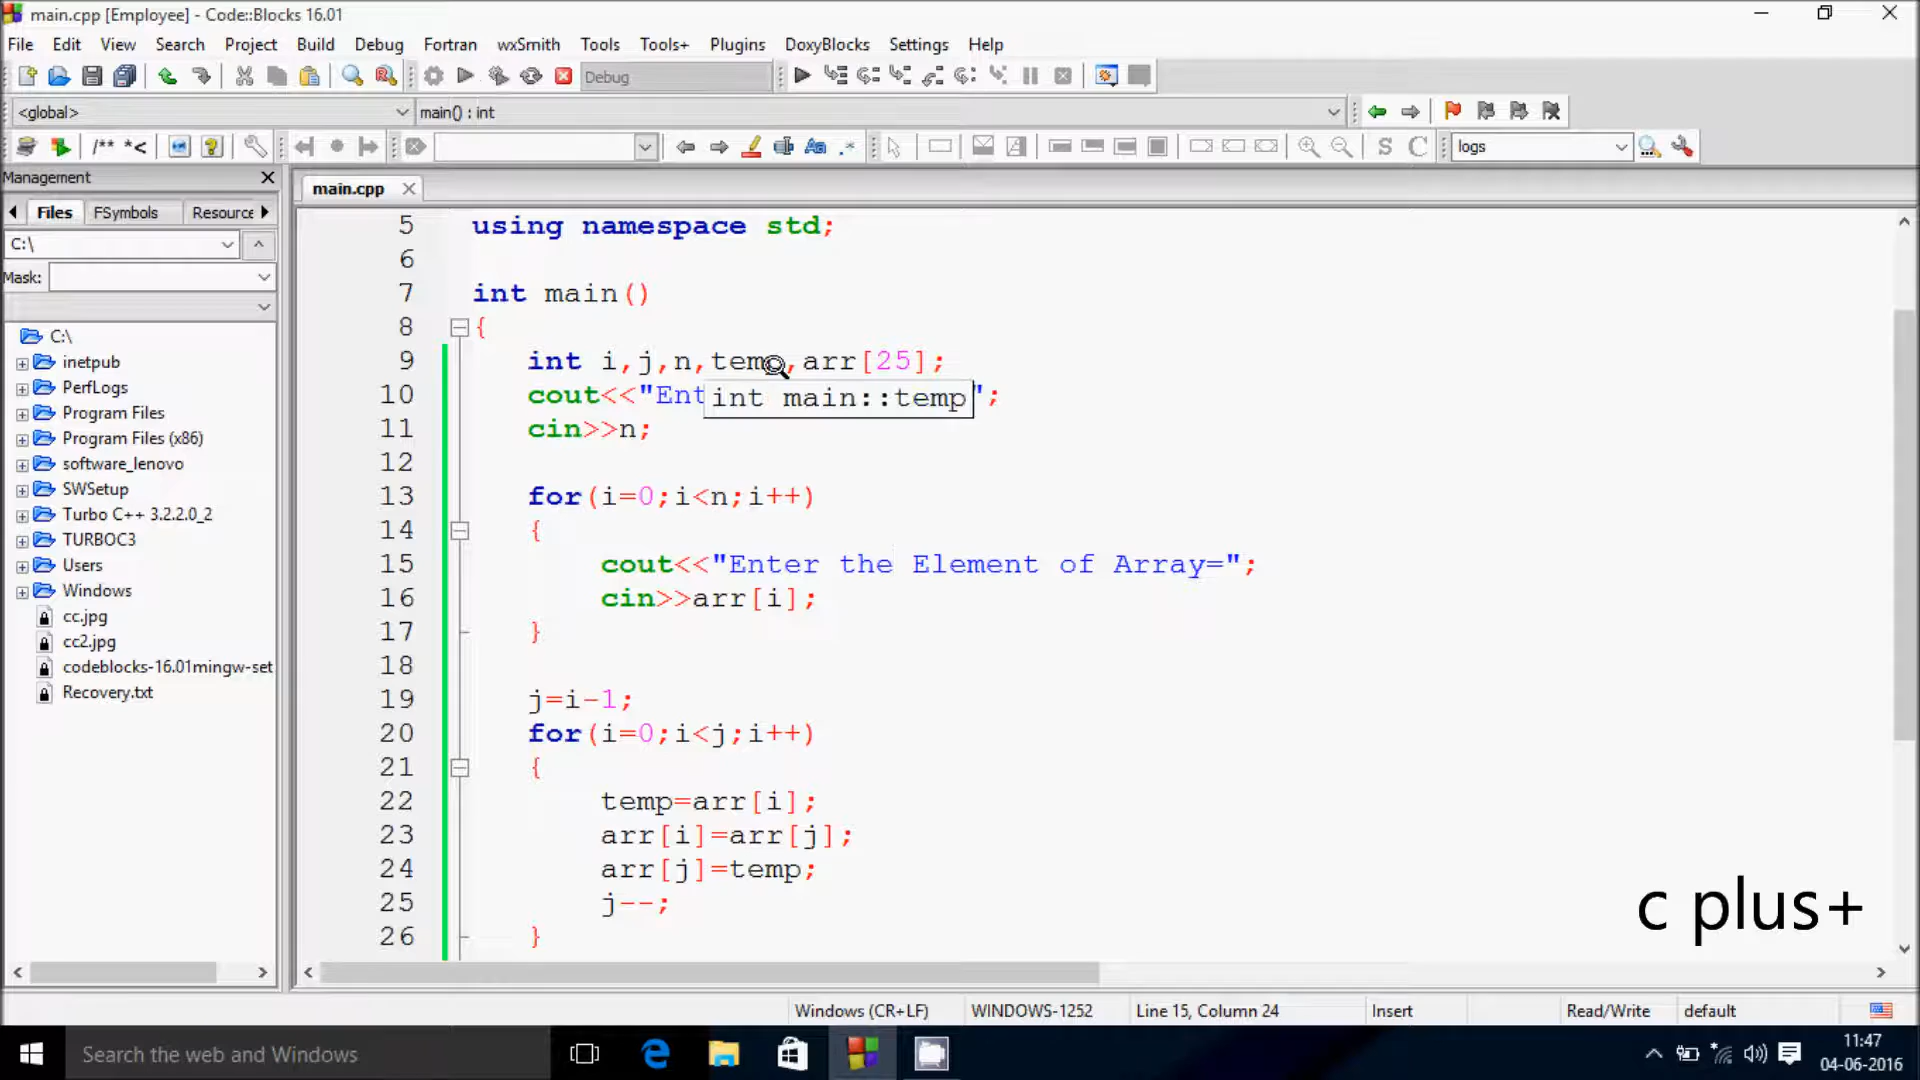 main.cpp [Employee] - Code::Blocks 16.01
File Edit View Search Project Build Debug Fortran wxSmith Tools Tools+ Plugins DoxyBlocks Settings Help
Debug
<global> main() : int
/** *< S C logs
Management
main.cpp
Files FSymbols Resource
C:\
Mask:
C:\
inetpub
PerfLogs
Program Files
Program Files (x86)
software_lenovo
SWSetup
Turbo C++ 3.2.2.0_2
TURBOC3
Users
Windows
cc.jpg
cc2.jpg
codeblocks-16.01mingw-set
Recovery.txt
5 using namespace std;
6
7 int main()
8 {
9 int i,j,n,temp,arr[25];
10 cout<<"Ent int main::temp ";
11 cin>>n;
12
13 for(i=0;i<n;i++)
14 {
15 cout<<"Enter the Element of Array=";
16 cin>>arr[i];
17 }
18
19 j=i-1;
20 for(i=0;i<j;i++)
21 {
22 temp=arr[i];
23 arr[i]=arr[j];
24 arr[j]=temp;
25 j--;
26 }
c plus+
Windows (CR+LF) WINDOWS-1252 Line 15, Column 24 Insert Read/Write default
Search the web and Windows
11:47
04-06-2016